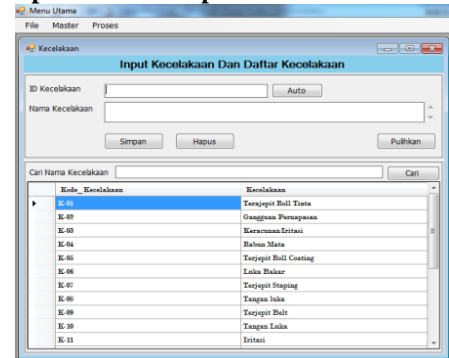 Menu Utama
File Master Proses
Kecelakaan
Input Kecelakaan Dan Daftar Kecelakaan
ID Kecelakaan Auto
Nama Kecelakaan
Simpan Hapus Pulihkan
Cari Nama Kecelakaan Cari
Kode_Kecelakaan Kecelakaan
K-01 Terajepit Roll Tinta
K-02 Gangguan Pernapasan
K-03 Keracunan/Iritasi
K-04 Rabun Mata
K-05 Terjepit Roll Coating
K-06 Luka Bakar
K-07 Terjepit Staping
K-08 Tangan luka
K-09 Terjepit Belt
K-10 Tangan Luka
K-11 Iritasi